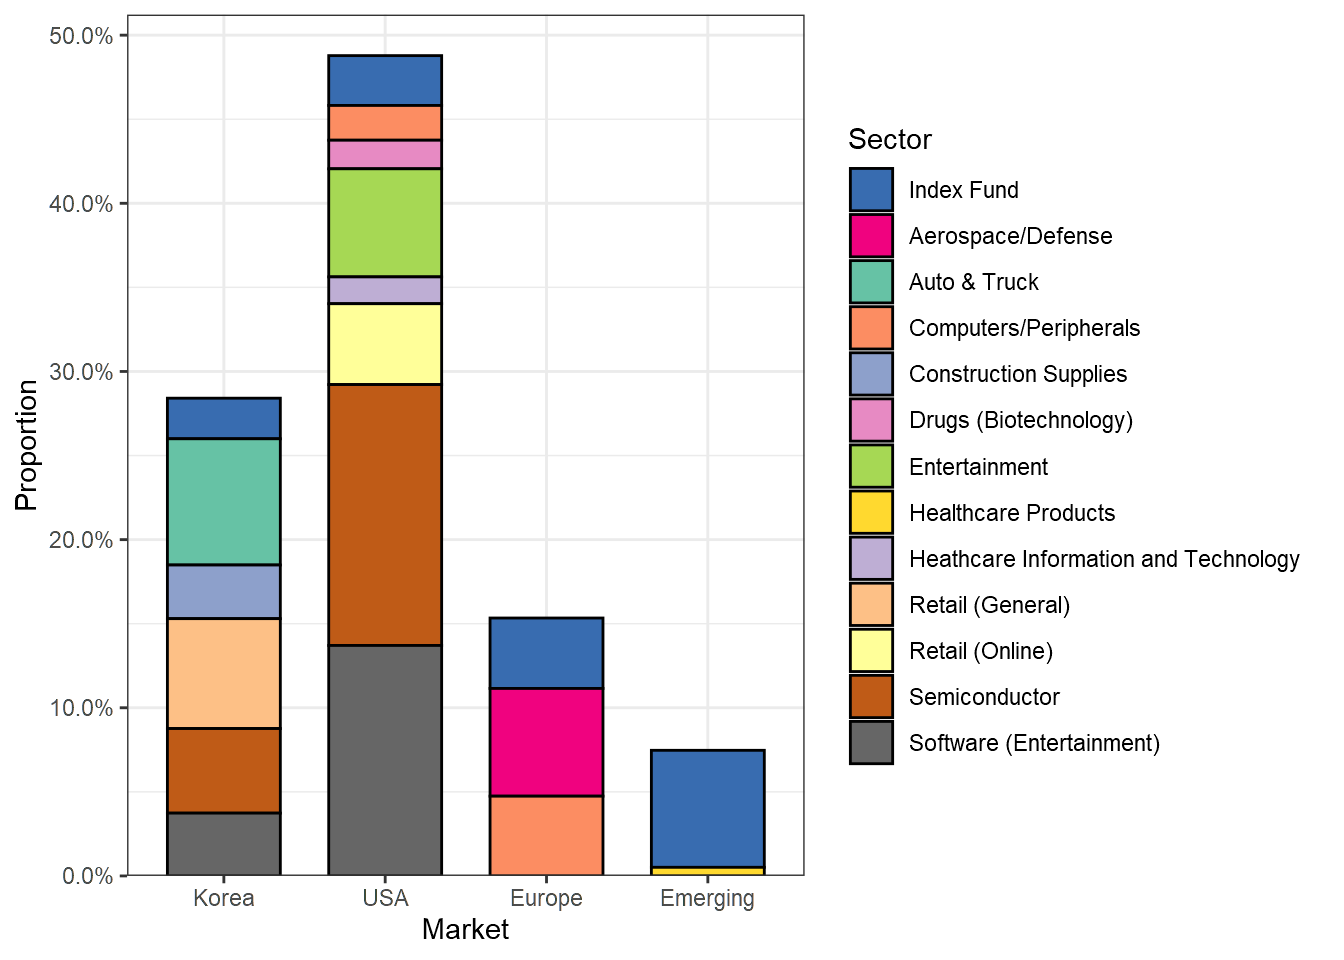 50.0%
40.0%
30.0%
20.0%
10.0%
0.0%
Proportion
Korea
USA
Europe
Emerging
Market
Sector
Index Fund
Aerospace/Defense
Auto & Truck
Computers/Peripherals
Construction Supplies
Drugs (Biotechnology)
Entertainment
Healthcare Products
Heathcare Information and Technology
Retail (General)
Retail (Online)
Semiconductor
Software (Entertainment)